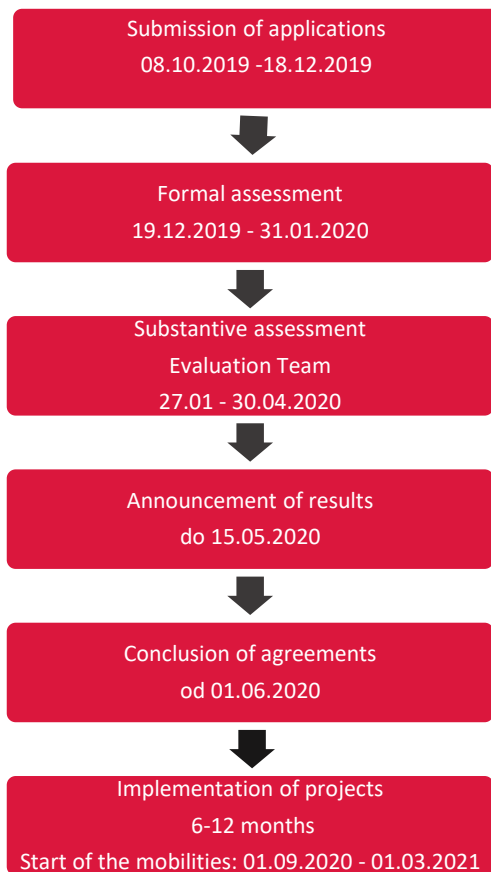 Submission of applications
08.10.2019 -18.12.2019
Formal assessment
19.12.2019 - 31.01.2020
Substantive assessment
Evaluation Team
27.01 - 30.04.2020
Announcement of results
do 15.05.2020
Conclusion of agreements
od 01.06.2020
Implementation of projects
6-12 months
Start of the mobilities: 01.09.2020 - 01.03.2021